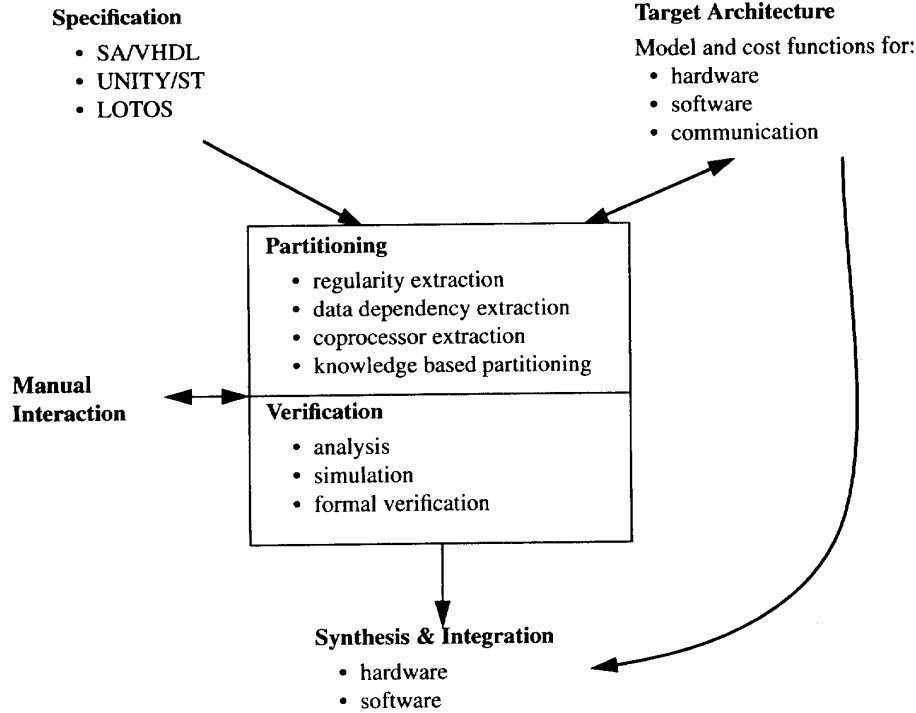 Specification
• SA/VHDL
• UNITY/ST
• LOTOS
Target Architecture
Model and cost functions for:
• hardware
• software
• communication
Partitioning
• regularity extraction
• data dependency extraction
• coprocessor extraction
• knowledge based partitioning
Manual
Interaction
Verification
• analysis
• simulation
• formal verification
Synthesis & Integration
• hardware
• software